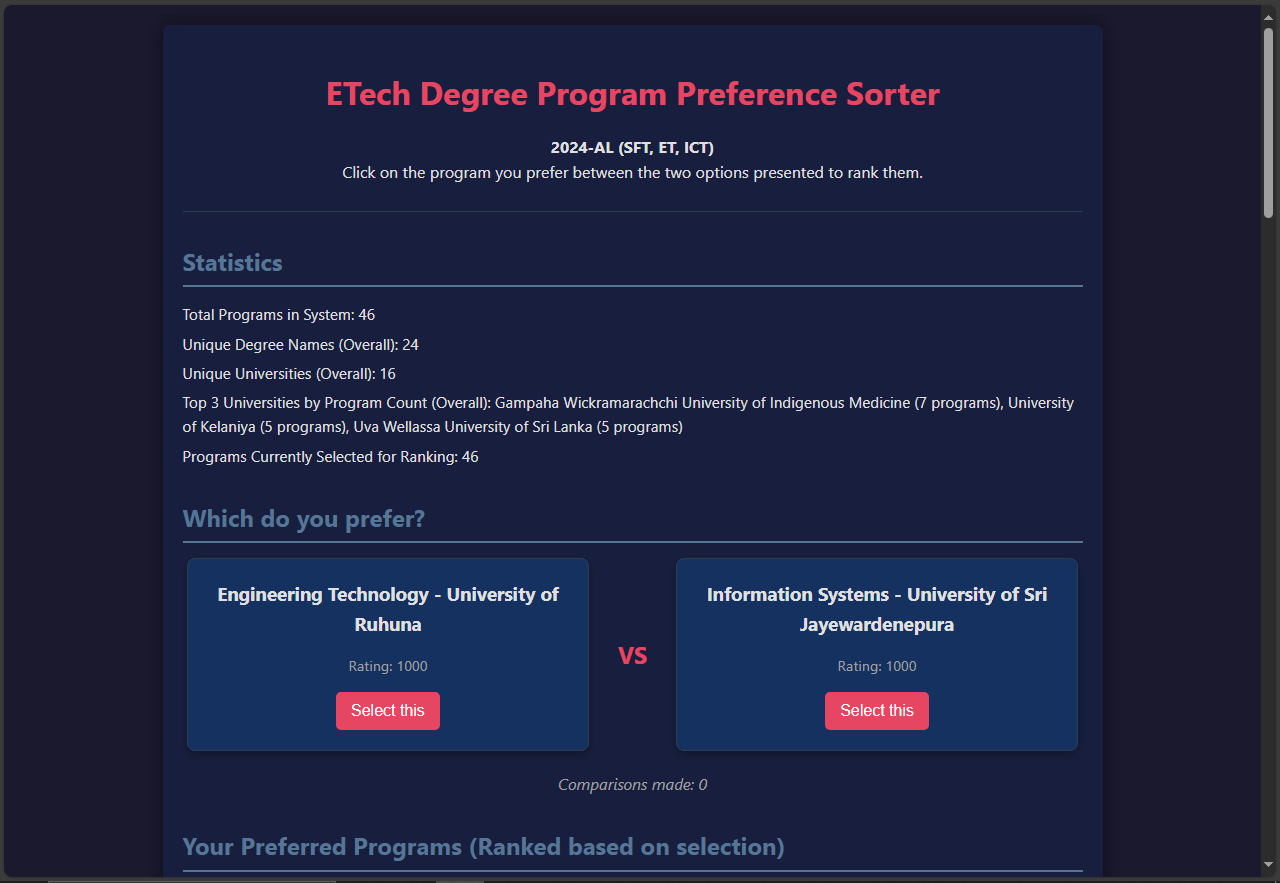 ETech Degree Program Preference Sorter
2024-AL (SFT, ET, ICT)
Click on the program you prefer between the two options presented to rank them.
Statistics
Total Programs in System: 46
Unique Degree Names (Overall): 24
Unique Universities (Overall): 16
Top 3 Universities by Program Count (Overall): Gampaha Wickramarachchi University of Indigenous Medicine (7 programs), University
of Kelaniya (5 programs), Uva Wellassa University of Sri Lanka (5 programs)
Programs Currently Selected for Ranking: 46
Which do you prefer?
Engineering Technology - University of
Ruhuna
Rating: 1000
Select this
VS
Information Systems - University of Sri
Jayewardenepura
Rating: 1000
Select this
Comparisons made: 0
Your Preferred Programs (Ranked based on selection)